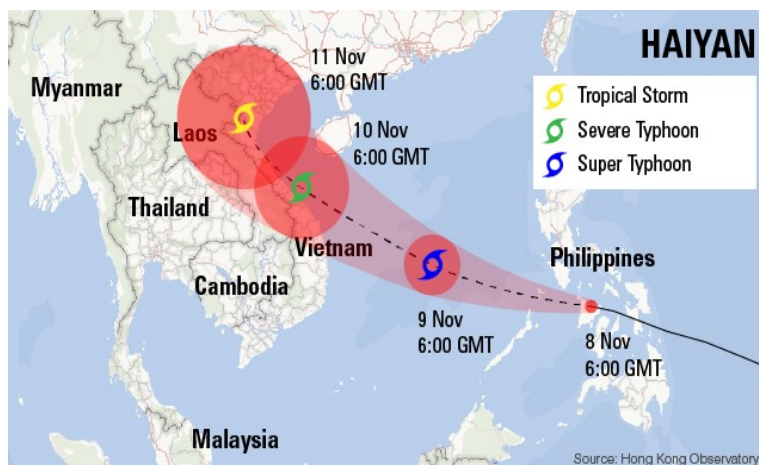 HAIYAN
Tropical Storm
Severe Typhoon
Super Typhoon
11 Nov
6:00 GMT
10 Nov
6:00 GMT
Myanmar
Laos
Thailand
Vietnam
Cambodia
Philippines
9 Nov
6:00 GMT
8 Nov
6:00 GMT
Malaysia
Source: Hong Kong Observatory